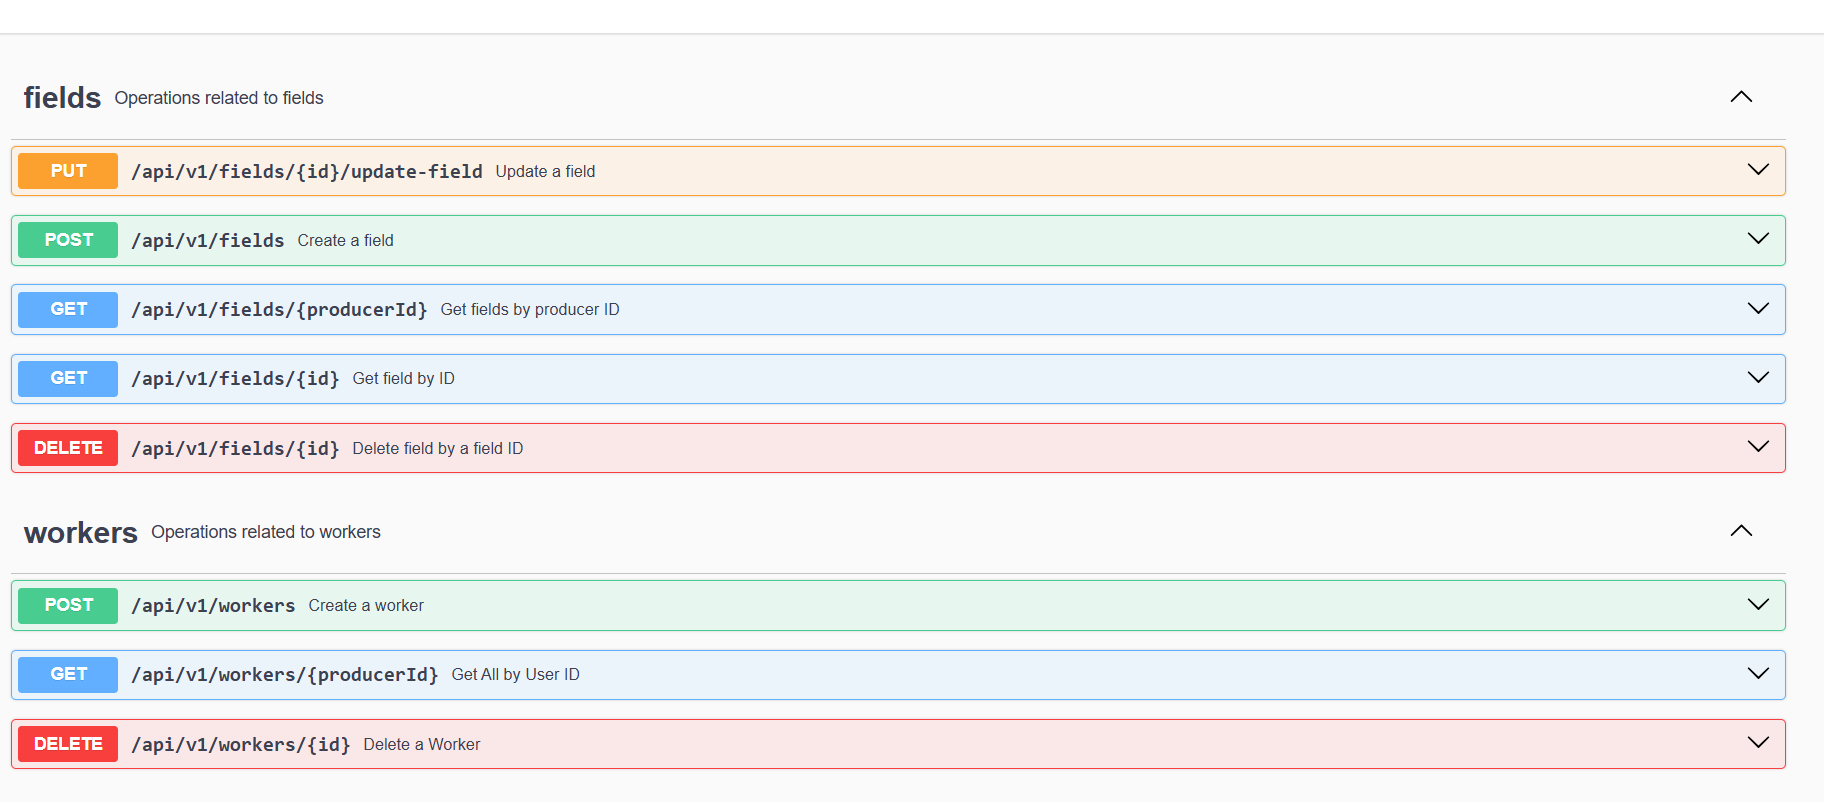 fields Operations related to fields
PUT /api/v1/fields/{id}/update-field Update a field
POST /api/v1/fields Create a field
GET /api/v1/fields/{producerId} Get fields by producer ID
GET /api/v1/fields/{id} Get field by ID
DELETE /api/v1/fields/{id} Delete field by a field ID
workers Operations related to workers
POST /api/v1/workers Create a worker
GET /api/v1/workers/{producerId} Get All by User ID
DELETE /api/v1/workers/{id} Delete a Worker